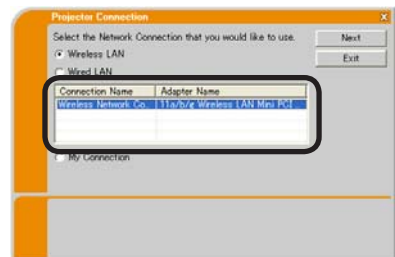 Projector Connection X
Select the Network Connection that you would like to use.
Next
Wireless LAN
Exit
Wired LAN
Connection Name Adapter Name
Wireless Network Co.. 11a/b/g Wireless LAN Mini PCI
My Connection